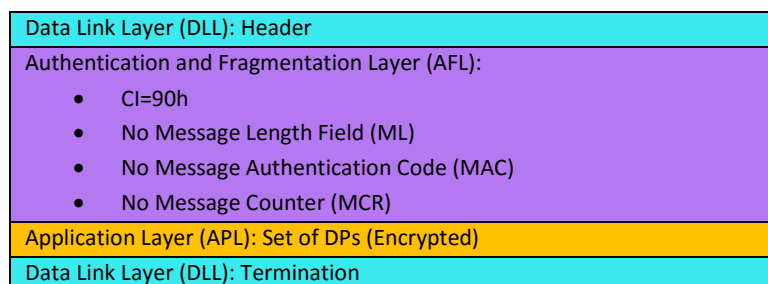 Data Link Layer (DLL): Header
Authentication and Fragmentation Layer (AFL):
• CI=90h
• No Message Length Field (ML)
• No Message Authentication Code (MAC)
• No Message Counter (MCR)
Application Layer (APL): Set of DPs (Encrypted)
Data Link Layer (DLL): Termination